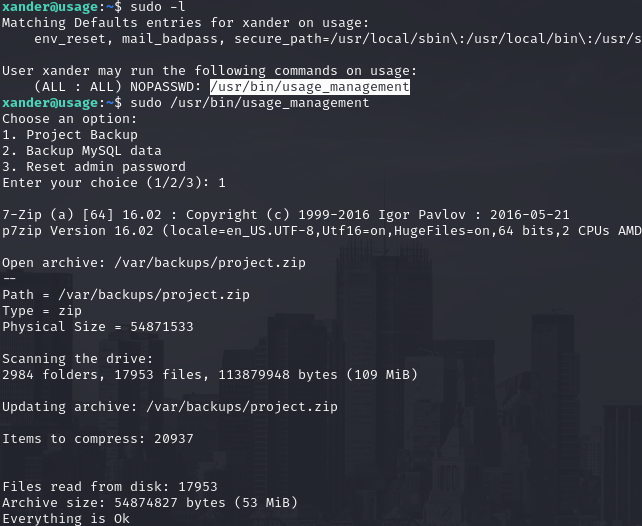 xander@usage:~$ sudo -l
Matching Defaults entries for xander on usage:
    env_reset, mail_badpass, secure_path=/usr/local/sbin\:/usr/local/bin\:/usr/s
User xander may run the following commands on usage:
    (ALL : ALL) NOPASSWD: /usr/bin/usage_management
xander@usage:~$ sudo /usr/bin/usage_management
Choose an option:
1. Project Backup
2. Backup MySQL data
3. Reset admin password
Enter your choice (1/2/3): 1
7-Zip (a) [64] 16.02 : Copyright (c) 1999-2016 Igor Pavlov : 2016-05-21
p7zip Version 16.02 (locale=en_US.UTF-8,Utf16=on,HugeFiles=on,64 bits,2 CPUs AMD
Open archive: /var/backups/project.zip
--
Path = /var/backups/project.zip
Type = zip
Physical Size = 54871533
Scanning the drive:
2984 folders, 17953 files, 113879948 bytes (109 MiB)
Updating archive: /var/backups/project.zip
Items to compress: 20937
Files read from disk: 17953
Archive size: 54874827 bytes (53 MiB)
Everything is Ok